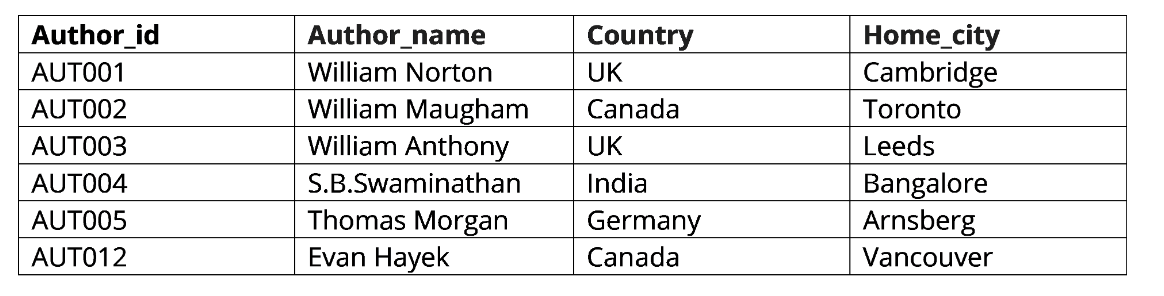 Author_id Author_name Country Home_city
AUT001 William Norton UK Cambridge
AUT002 William Maugham Canada Toronto
AUT003 William Anthony UK Leeds
AUT004 S.B.Swaminathan India Bangalore
AUT005 Thomas Morgan Germany Arnsberg
AUT012 Evan Hayek Canada Vancouver